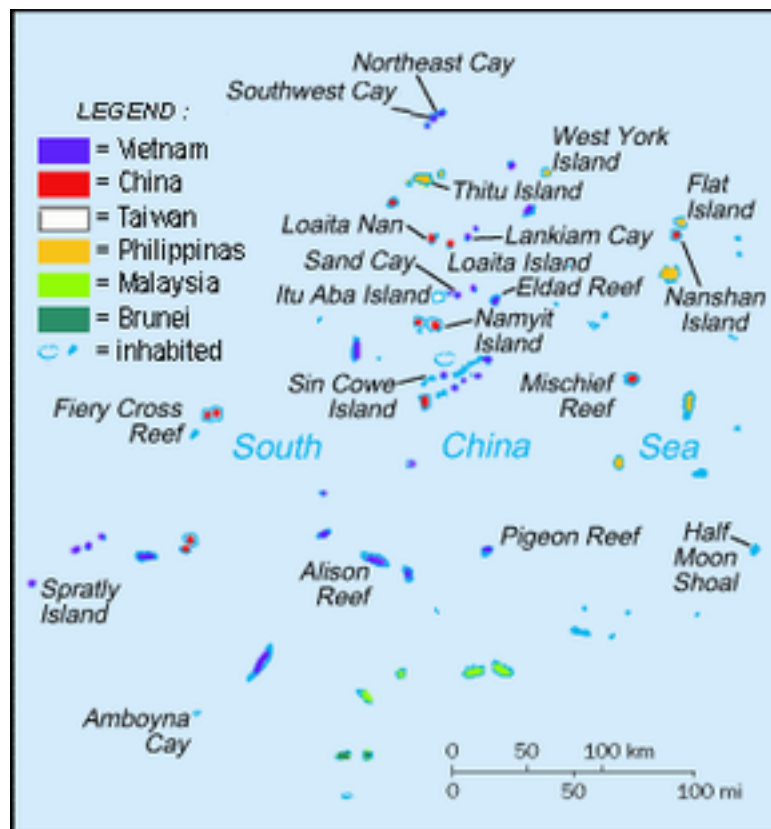 Northeast Cay
Southwest Cay
LEGEND :
= Vietnam
= China
= Taiwan
= Philippinas
= Malaysia
= Brunei
= inhabited
West York
Island
Thitu Island
Flat
Island
Loaita Nan
Lankiam Cay
Sand Cay
Loaita Island
Itu Aba Island
Eldad Reef
Nanshan
Island
Namyit
Island
Sin Cowe
Island
Mischief
Reef
Fiery Cross
Reef
South China Sea
Pigeon Reef
Half
Moon
Shoal
Alison
Reef
Spratly
Island
Amboyna
Cay
0 50 100 km
0 50 100 mi